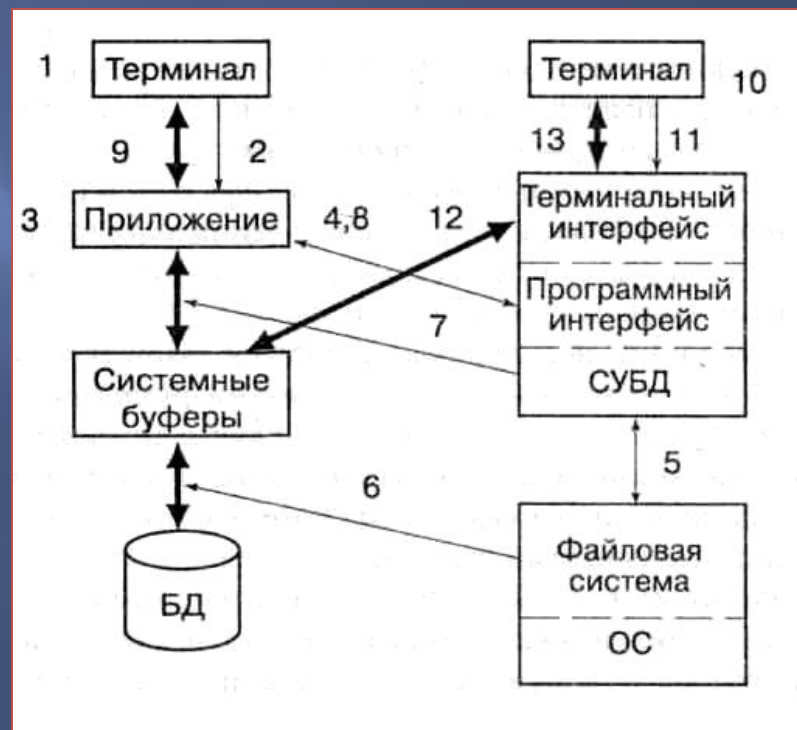 1 Терминал
Терминал 10
9 2
13 11
3 Приложение
4,8 12
Терминальный
интерфейс
Программный
интерфейс
7
СУБД
Системные
буферы
5
6
Файловая
система
БД
ОС